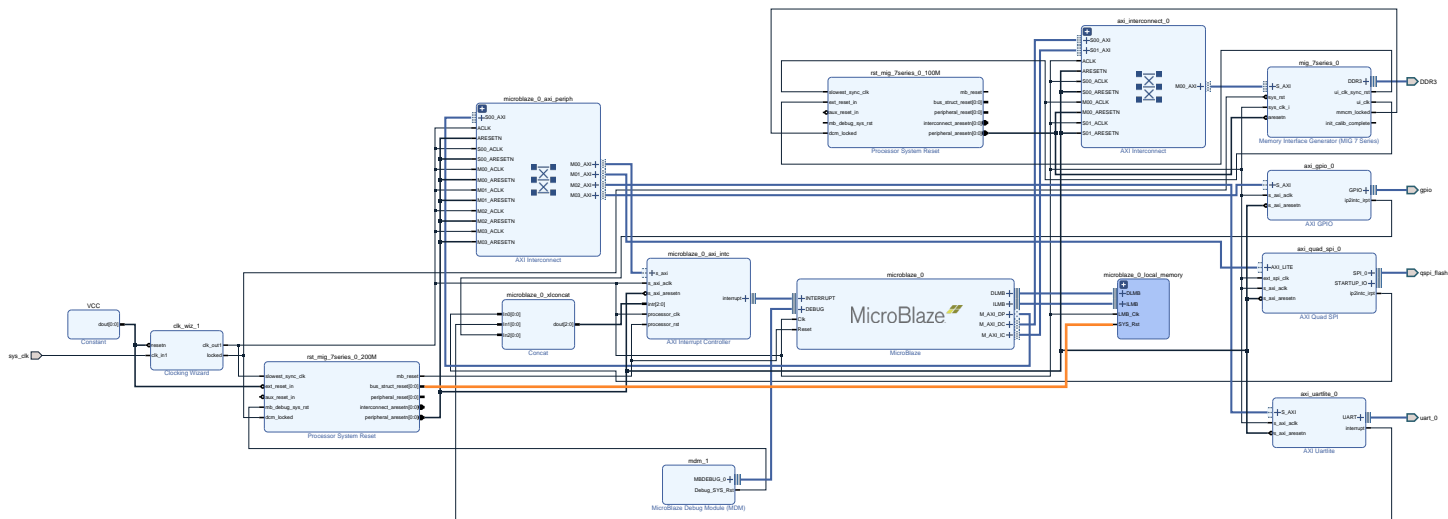 axi_interconnect_0
S00_AXI
S01_AXI
ACLK
ARESETN
S00_ACLK
S00_ARESETN
M00_ACLK
M00_ARESETN
S01_ACLK
S01_ARESETN
M00_AXI
AXI Interconnect
rst_mig_7series_0_100M
slowest_sync_clk
ext_reset_in
aux_reset_in
mb_debug_sys_rst
dcm_locked
mb_reset
bus_struct_reset[0:0]
peripheral_reset[0:0]
interconnect_aresetn[0:0]
peripheral_aresetn[0:0]
Processor System Reset
mig_7series_0
S_AXI
sys_rst
sys_clk_i
aresetn
DDR3
ui_clk_sync_rst
ui_clk
mmcm_locked
init_calib_complete
Memory Interface Generator (MIG 7 Series)
DDR3
microblaze_0_axi_periph
S00_AXI
ACLK
ARESETN
S00_ACLK
S00_ARESETN
M00_ACLK
M00_ARESETN
M01_ACLK
M01_ARESETN
M02_ACLK
M02_ARESETN
M03_ACLK
M03_ARESETN
M00_AXI
M01_AXI
M02_AXI
M03_AXI
AXI Interconnect
axi_gpio_0
S_AXI
s_axi_aclk
s_axi_aresetn
GPIO
ip2intc_irpt
AXI GPIO
gpio
microblaze_0_axi_intc
s_axi
s_axi_aclk
s_axi_aresetn
intr[2:0]
processor_clk
processor_rst
interrupt
AXI Interrupt Controller
microblaze_0
INTERRUPT
DEBUG
Clk
Reset
MicroBlaze
DLMB
ILMB
M_AXI_DP
M_AXI_DC
M_AXI_IC
MicroBlaze
microblaze_0_local_memory
DLMB
ILMB
LMB_Clk
SYS_Rst
axi_quad_spi_0
AXI_LITE
ext_spi_clk
s_axi_aclk
s_axi_aresetn
SPI_0
STARTUP_IO
ip2intc_irpt
AXI Quad SPI
qspi_flash
microblaze_0_xlconcat
In0[0:0]
In1[0:0]
In2[0:0]
dout[2:0]
Concat
VCC
dout[0:0]
Constant
clk_wiz_1
resetn
clk_in1
clk_out1
locked
Clocking Wizard
sys_clk
rst_mig_7series_0_200M
slowest_sync_clk
ext_reset_in
aux_reset_in
mb_debug_sys_rst
dcm_locked
mb_reset
bus_struct_reset[0:0]
peripheral_reset[0:0]
interconnect_aresetn[0:0]
peripheral_aresetn[0:0]
Processor System Reset
axi_uartlite_0
S_AXI
s_axi_aclk
s_axi_aresetn
UART
interrupt
AXI Uartlite
uart_0
mdm_1
MBDEBUG_0
Debug_SYS_Rst
MicroBlaze Debug Module (MDM)